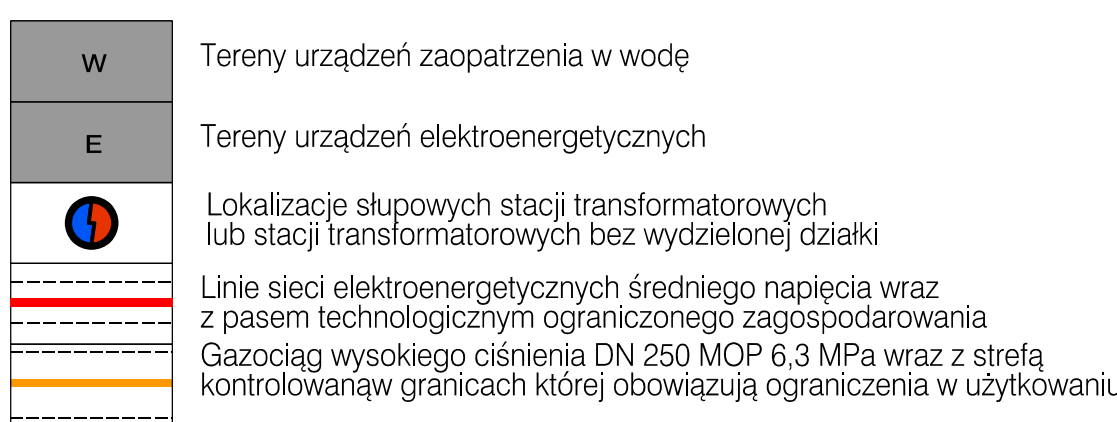 W Tereny urządzeń zaopatrzenia w wodę
E Tereny urządzeń elektroenergetycznych
Lokalizacje słupowych stacji transformatorowych
lub stacji transformatorowych bez wydzielonej działki
Linie sieci elektroenergetycznych średniego napięcia wraz
z pasem technologicznym ograniczonego zagospodarowania
Gazociąg wysokiego ciśnienia DN 250 MOP 6,3 MPa wraz z strefą
kontrolowanąw granicach której obowiązują ograniczenia w użytkowaniu